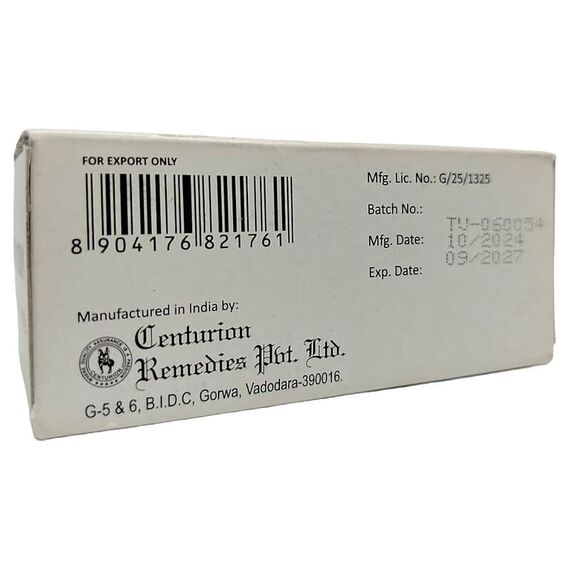 FOR EXPORT ONLY
8 904176 821761
Mfg. Lic. No.: G/25/1325
Batch No.: TV-060054
Mfg. Date: 10/2024
Exp. Date: 09/2027
Manufactured in India by:
Centurion
Remedies Pvt. Ltd.
CENTURION
G-5 & 6, B.I.D.C, Gorwa, Vadodara-390016.